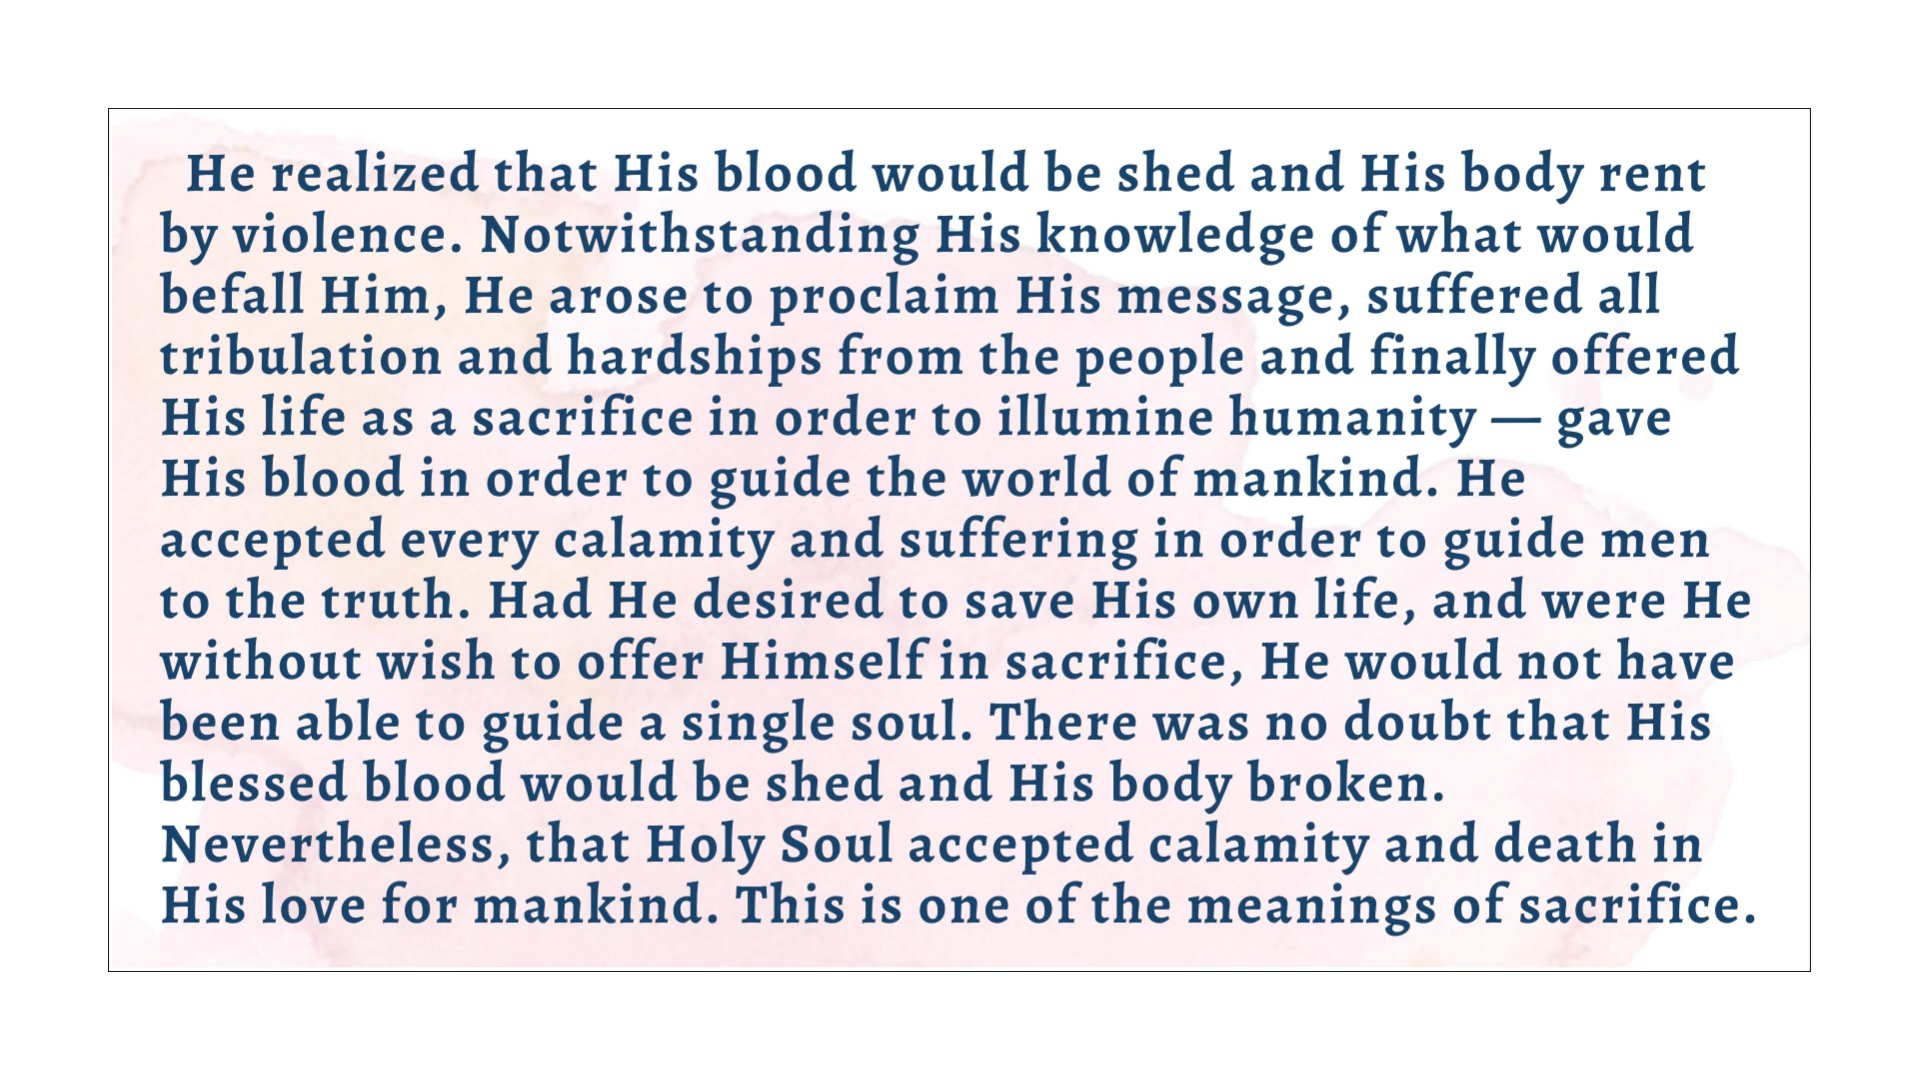 He realized that His blood would be shed and His body rent
by violence. Notwithstanding His knowledge of what would
befall Him, He arose to proclaim His message, suffered all
tribulation and hardships from the people and finally offered
His life as a sacrifice in order to illumine humanity — gave
His blood in order to guide the world of mankind. He
accepted every calamity and suffering in order to guide men
to the truth. Had He desired to save His own life, and were He
without wish to offer Himself in sacrifice, He would not have
been able to guide a single soul. There was no doubt that His
blessed blood would be shed and His body broken.
Nevertheless, that Holy Soul accepted calamity and death in
His love for mankind. This is one of the meanings of sacrifice.